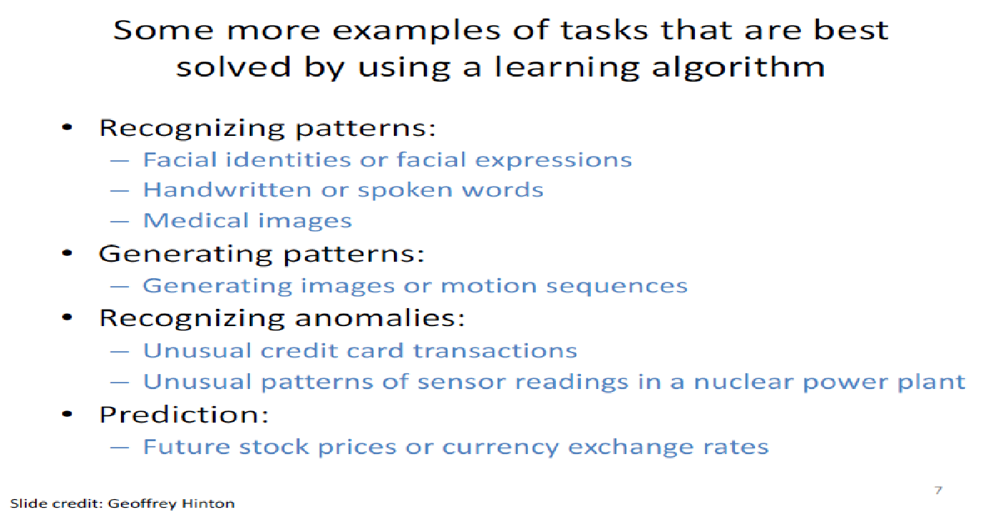 Some more examples of tasks that are best
solved by using a learning algorithm
• Recognizing patterns:
– Facial identities or facial expressions
– Handwritten or spoken words
– Medical images
• Generating patterns:
– Generating images or motion sequences
• Recognizing anomalies:
– Unusual credit card transactions
– Unusual patterns of sensor readings in a nuclear power plant
• Prediction:
– Future stock prices or currency exchange rates
7
Slide credit: Geoffrey Hinton